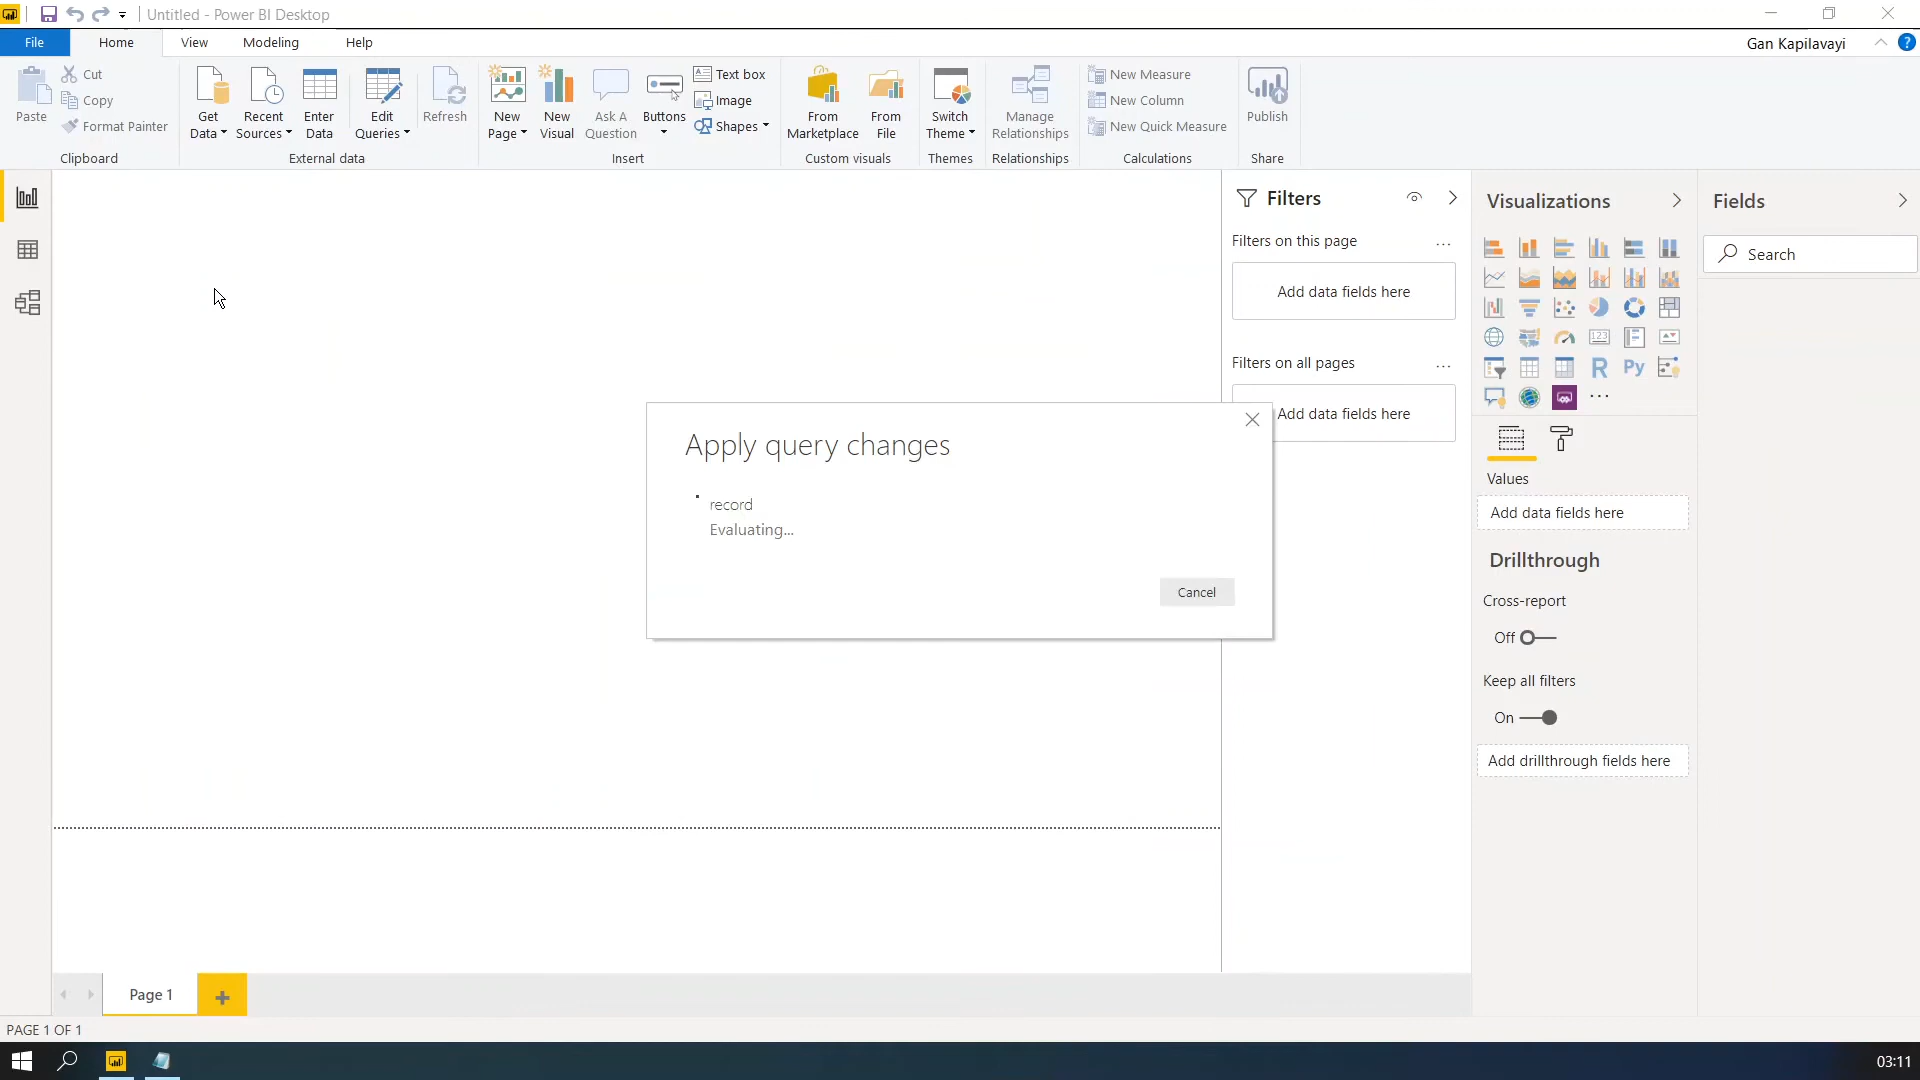 Untitled - Power BI Desktop
File
Home
View
Modeling
Help
Gan Kapilavayi
?
Paste
Cut
Copy
Format Painter
Clipboard
Get
Data
Recent
Sources
Enter
Data
Edit
Queries
Refresh
External data
New
Page
New
Visual
Ask A
Question
Buttons
Text box
Image
Shapes
Insert
From
Marketplace
From
File
Custom visuals
Switch
Theme
Themes
Manage
Relationships
Relationships
New Measure
New Column
New Quick Measure
Calculations
Publish
Share
Filters
Filters on this page
...
Add data fields here
Filters on all pages
...
Add data fields here
Visualizations
123
R
Py
...
Values
Add data fields here
Drillthrough
Cross-report
Off
Keep all filters
On
Add drillthrough fields here
Fields
Search
Apply query changes
record
Evaluating...
Cancel
Page 1
PAGE 1 OF 1
03:11